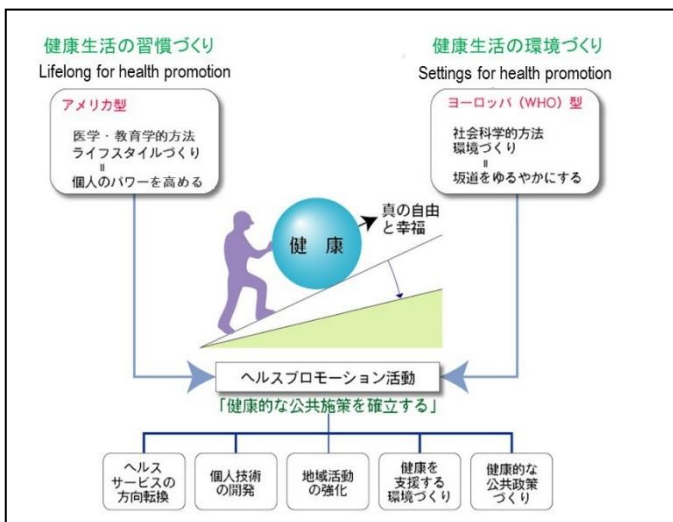 健康生活の習慣づくり
Lifelong for health promotion
健康生活の環境づくり
Settings for health promotion
アメリカ型
医学・教育学的方法
ライフスタイルづくり
＝
個人のパワーを高める
ヨーロッパ（WHO）型
社会科学的方法
環境づくり
＝
坂道をゆるやかにする
健 康
真の自由
と幸福
ヘルスプロモーション活動
「健康的な公共施策を確立する」
ヘルス
サービスの
方向転換
個人技術
の開発
地域活動
の強化
健康を
支援する
環境づくり
健康的な
公共政策
づくり